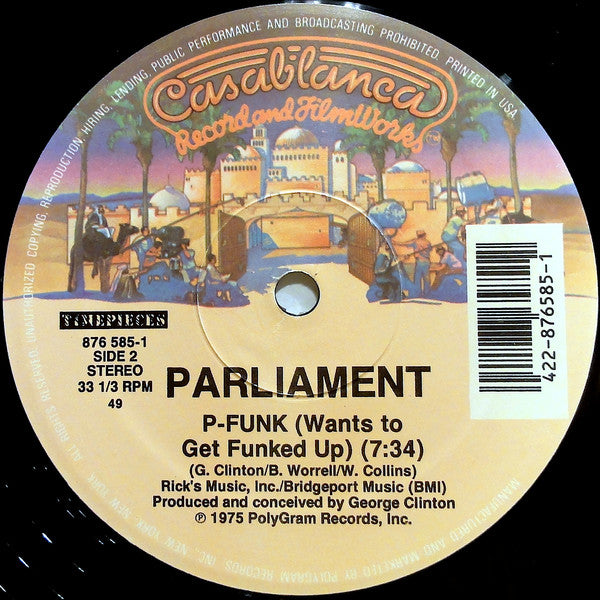 ALL RIGHTS RESERVED. UNAUTHORIZED COPYING, REPRODUCTION, HIRING, LENDING, PUBLIC PERFORMANCE AND BROADCASTING PROHIBITED. PRINTED IN USA.
Casablanca
Record and FilmWorks
TIMEPIECES
876 585-1
SIDE 2
STEREO
33 1/3 RPM
49
422-876585-1
PARLIAMENT
P-FUNK (Wants to
Get Funked Up) (7:34)
(G. Clinton/B. Worrell/W. Collins)
Rick's Music, Inc./Bridgeport Music (BMI)
Produced and conceived by George Clinton
℗ 1975 PolyGram Records, Inc.
MANUFACTURED AND MARKETED BY POLYGRAM RECORDS, INC. NEW YORK, NEW YORK.